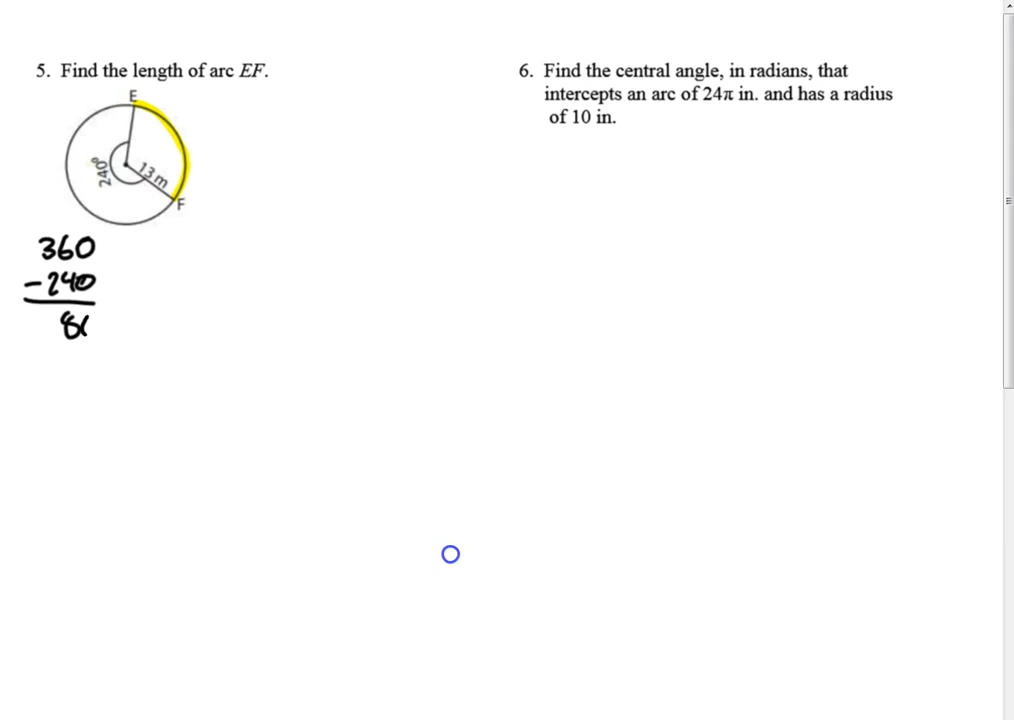 5. Find the length of arc EF.
E
240°
13 m
F
360
-240
80
6. Find the central angle, in radians, that
intercepts an arc of 24π in. and has a radius
of 10 in.